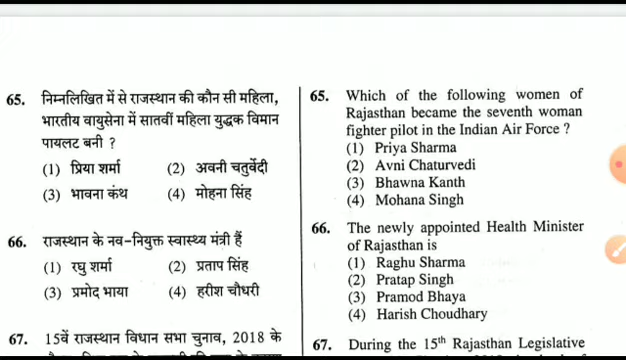 65. निम्नलिखित में से राजस्थान की कौन सी महिला,
भारतीय वायुसेना में सातवीं महिला युद्धक विमान
पायलट बनी ?
(1) प्रिया शर्मा (2) अवनी चतुर्वेदी
(3) भावना कंथ (4) मोहना सिंह
66. राजस्थान के नव-नियुक्त स्वास्थ्य मंत्री हैं
(1) रघु शर्मा (2) प्रताप सिंह
(3) प्रमोद भाया (4) हरीश चौधरी
67. 15वें राजस्थान विधान सभा चुनाव, 2018 के
65. Which of the following women of
Rajasthan became the seventh woman
fighter pilot in the Indian Air Force ?
(1) Priya Sharma
(2) Avni Chaturvedi
(3) Bhawna Kanth
(4) Mohana Singh
66. The newly appointed Health Minister
of Rajasthan is
(1) Raghu Sharma
(2) Pratap Singh
(3) Pramod Bhaya
(4) Harish Choudhary
67. During the 15th Rajasthan Legislative